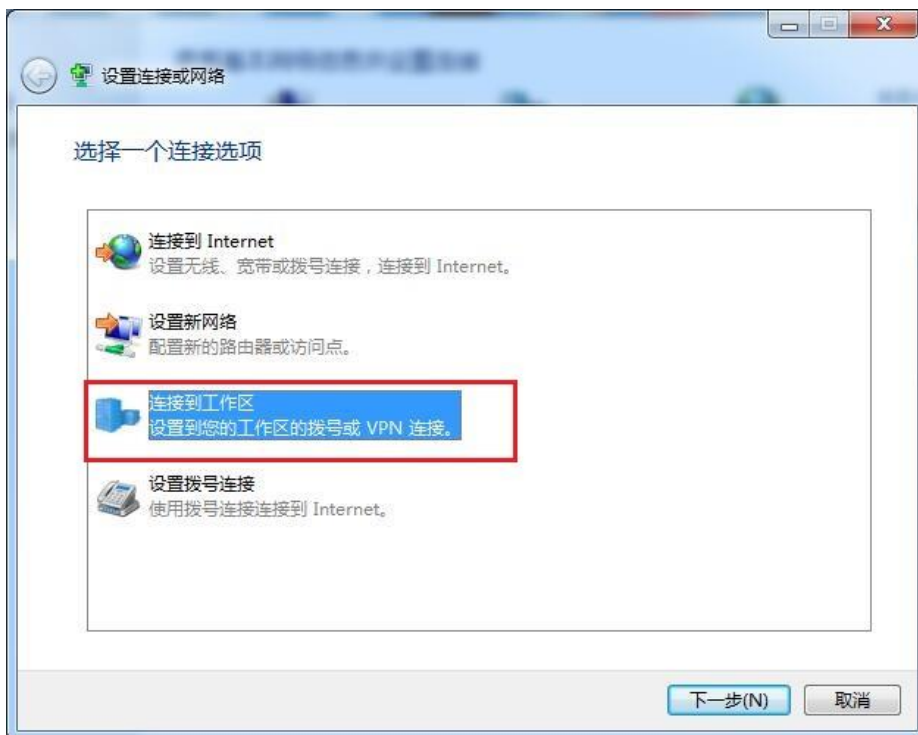 设置连接或网络
选择一个连接选项
连接到 Internet
设置无线、宽带或拨号连接，连接到 Internet。
设置新网络
配置新的路由器或访问点。
连接到工作区
设置到您的工作区的拨号或 VPN 连接。
设置拨号连接
使用拨号连接连接到 Internet。
下一步(N)
取消